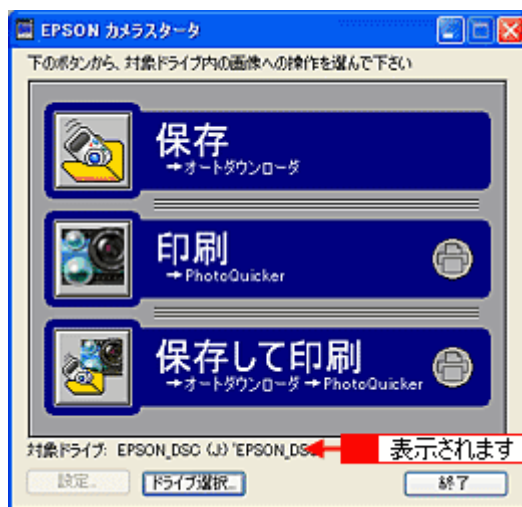 EPSON カメラスタータ
下のボタンから、対象ドライブ内の画像への操作を選んで下さい
保存
➔オートダウンローダ
印刷
➔PhotoQuicker
保存して印刷
➔オートダウンローダ➔PhotoQuicker
対象ドライブ: EPSON_DSC (J:) "EPSON_DS
表示されます
設定...
ドライブ選択...
終了